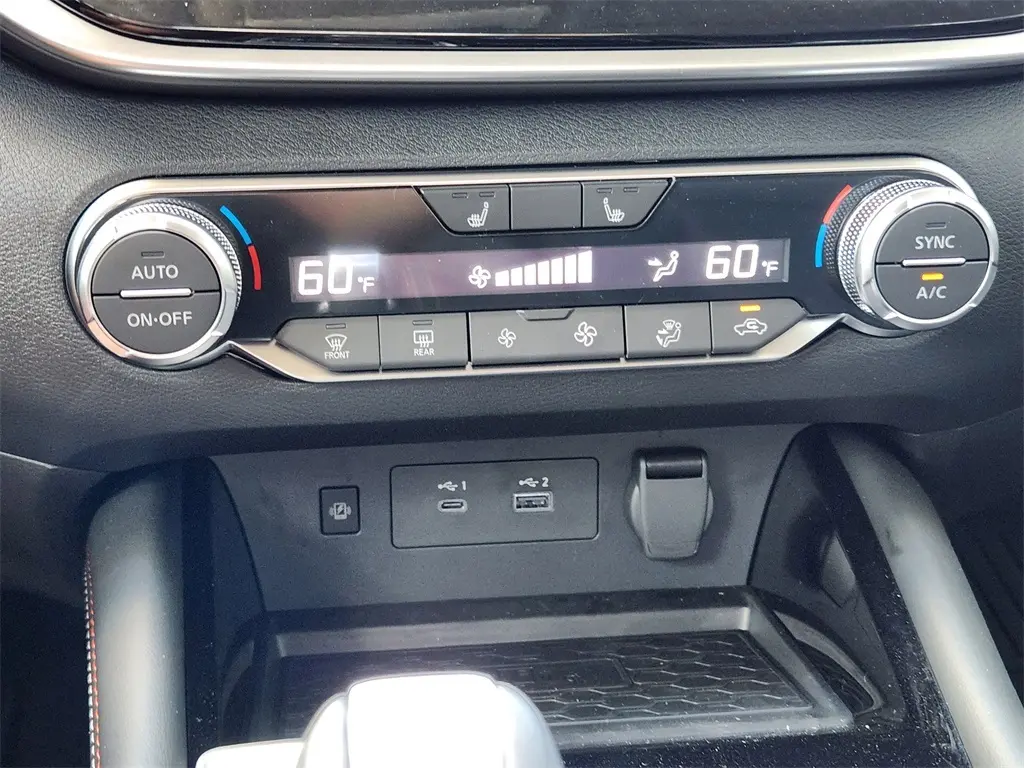 AUTO
ON·OFF
60°F
60°F
SYNC
A/C
FRONT
REAR
1
2